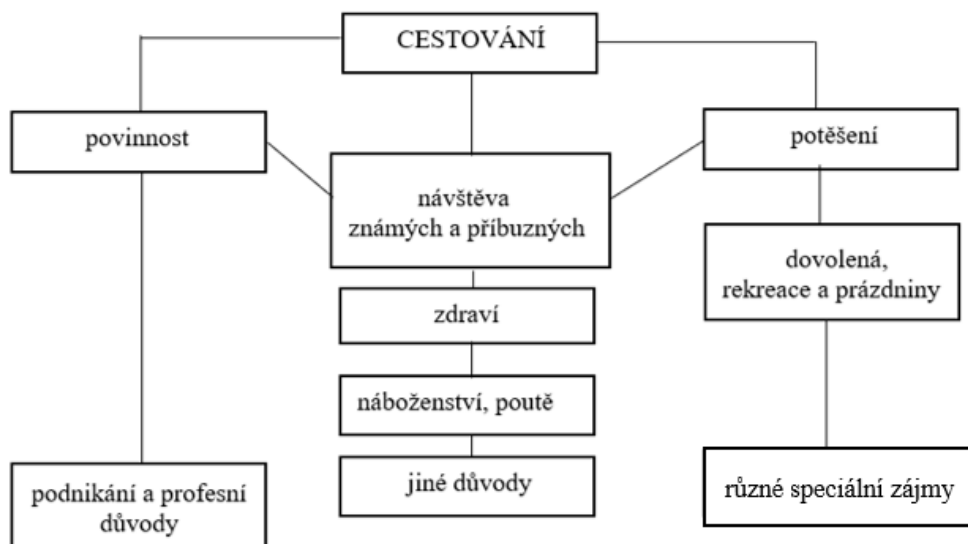 CESTOVÁNÍ
povinnost
potěšení
návštěva
známých a příbuzných
dovolená,
rekreace a prázdniny
zdraví
náboženství, poutě
jiné důvody
podnikání a profesní
důvody
různé speciální zájmy